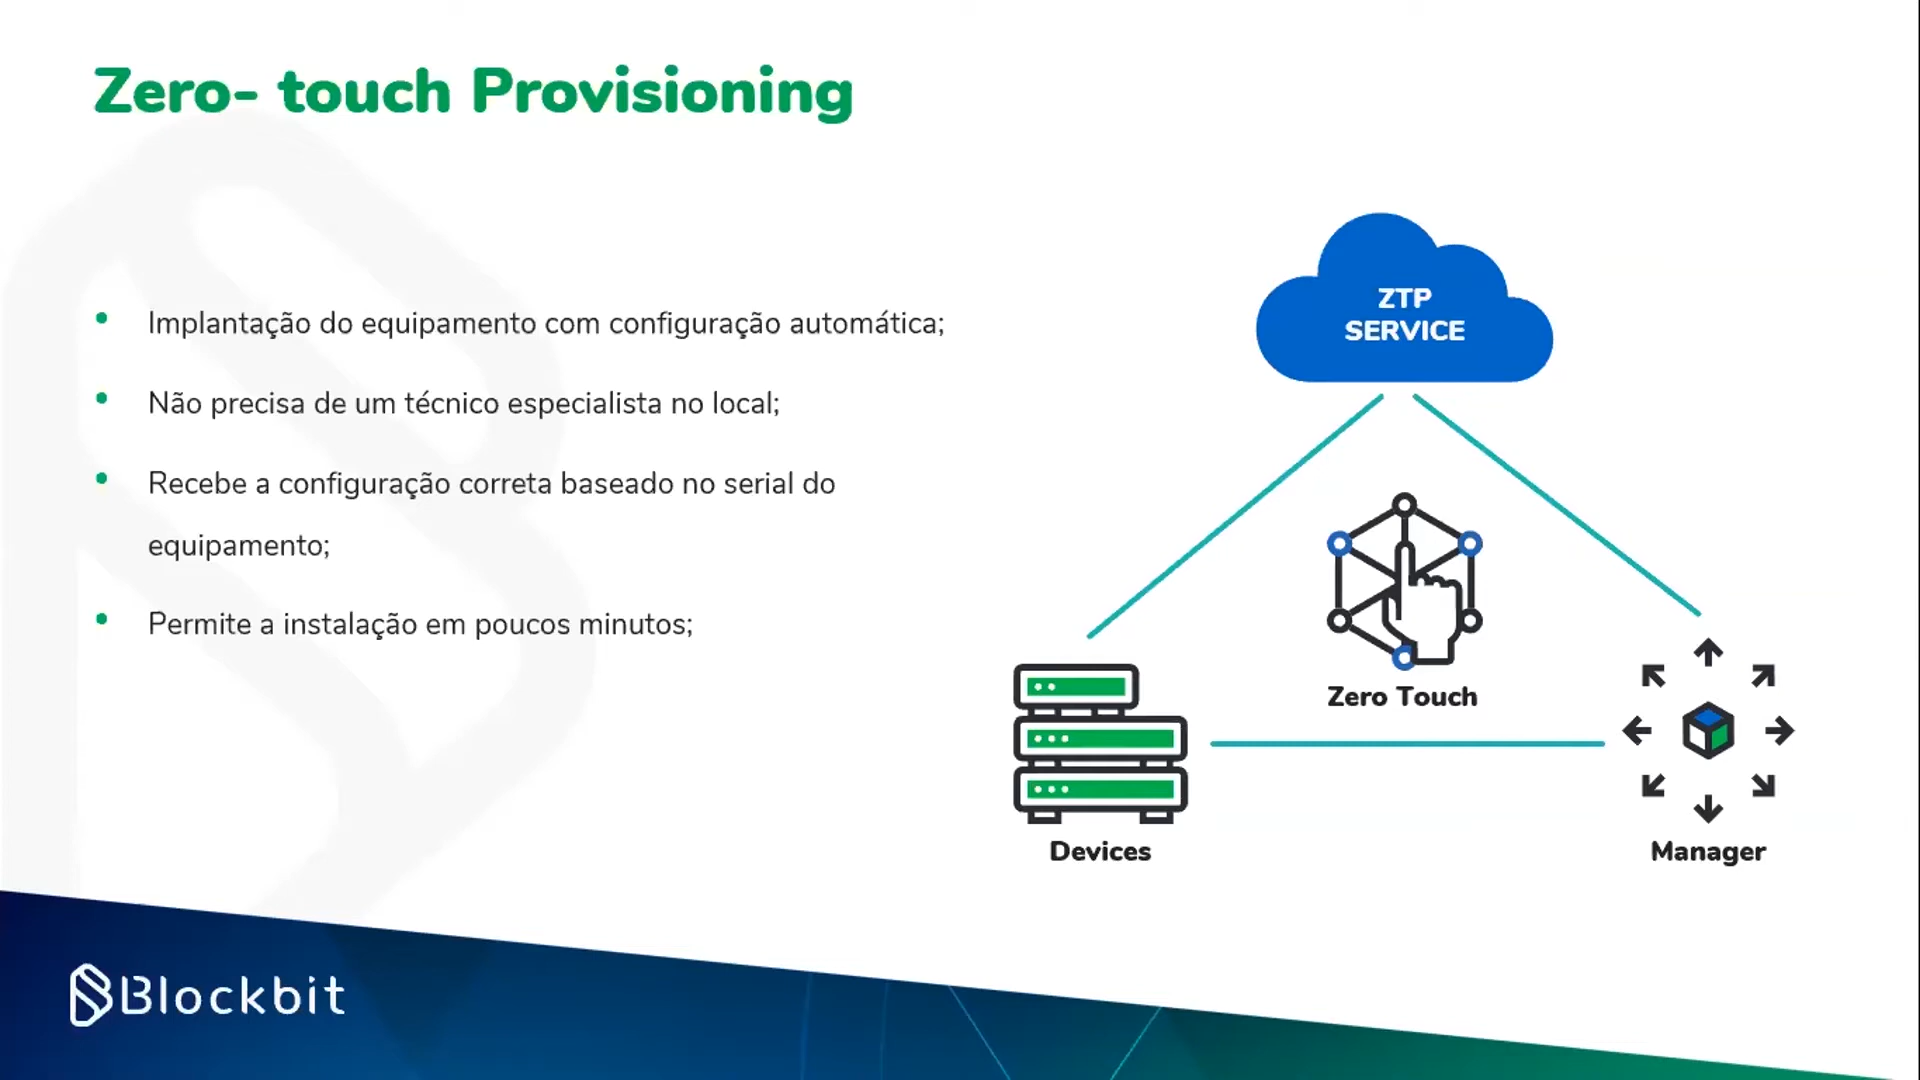 Zero- touch Provisioning
Implantação do equipamento com configuração automática;
Não precisa de um técnico especialista no local;
Recebe a configuração correta baseado no serial do
equipamento;
Permite a instalação em poucos minutos;
ZTP
SERVICE
Zero Touch
Devices
Manager
Blockbit